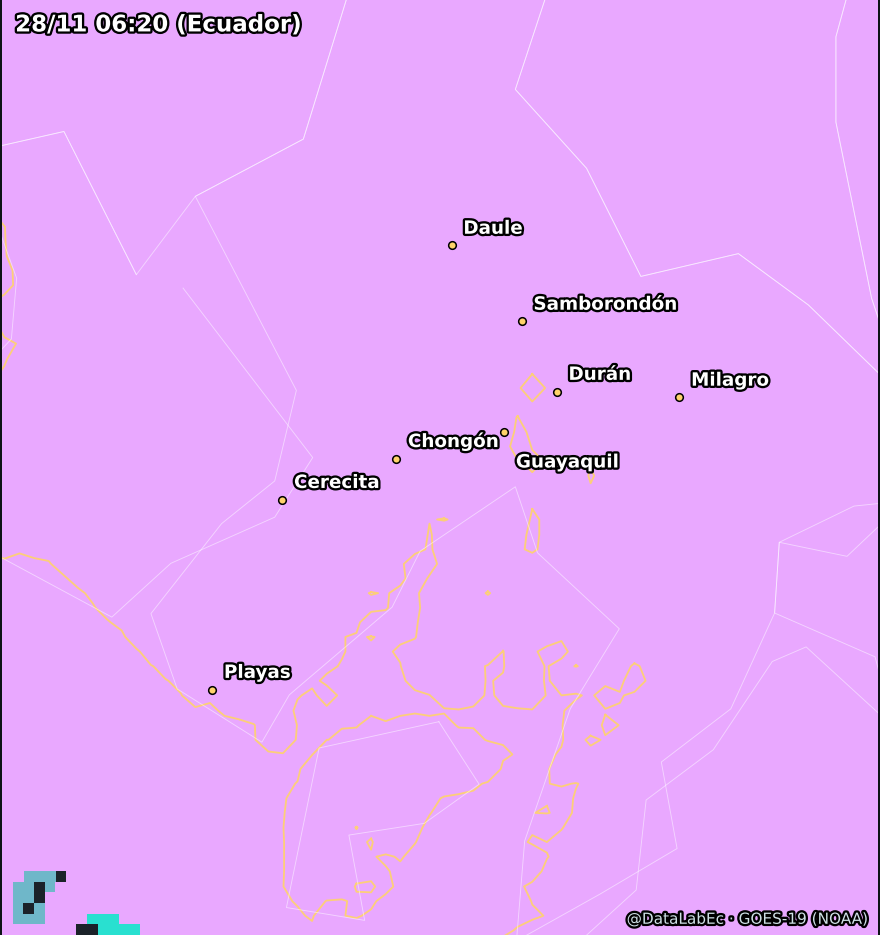 28/11 06:20 (Ecuador)
Daule
Samborondón
Durán
Milagro
Chongón
Guayaquil
Cerecita
Playas
@DataLabEc · GOES-19 (NOAA)